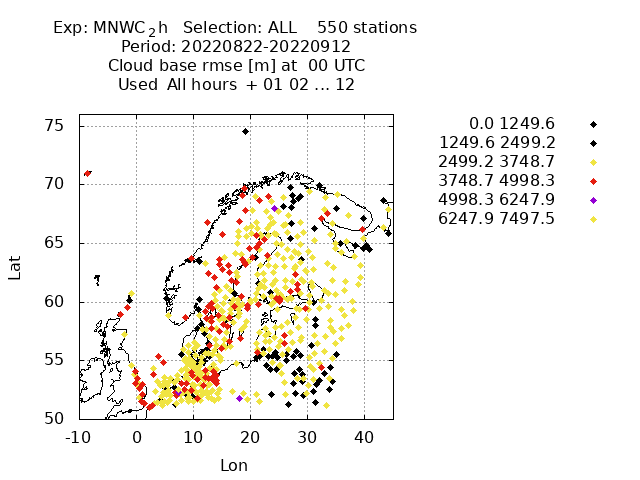 Exp: MNWC_2h Selection: ALL 550 stations
Period: 20220822-20220912
Cloud base rmse [m] at 00 UTC
Used All hours + 01 02 ... 12
0.0 1249.6
1249.6 2499.2
2499.2 3748.7
3748.7 4998.3
4998.3 6247.9
6247.9 7497.5
75
70
65
60
55
50
Lat
-10 0 10 20 30 40
Lon